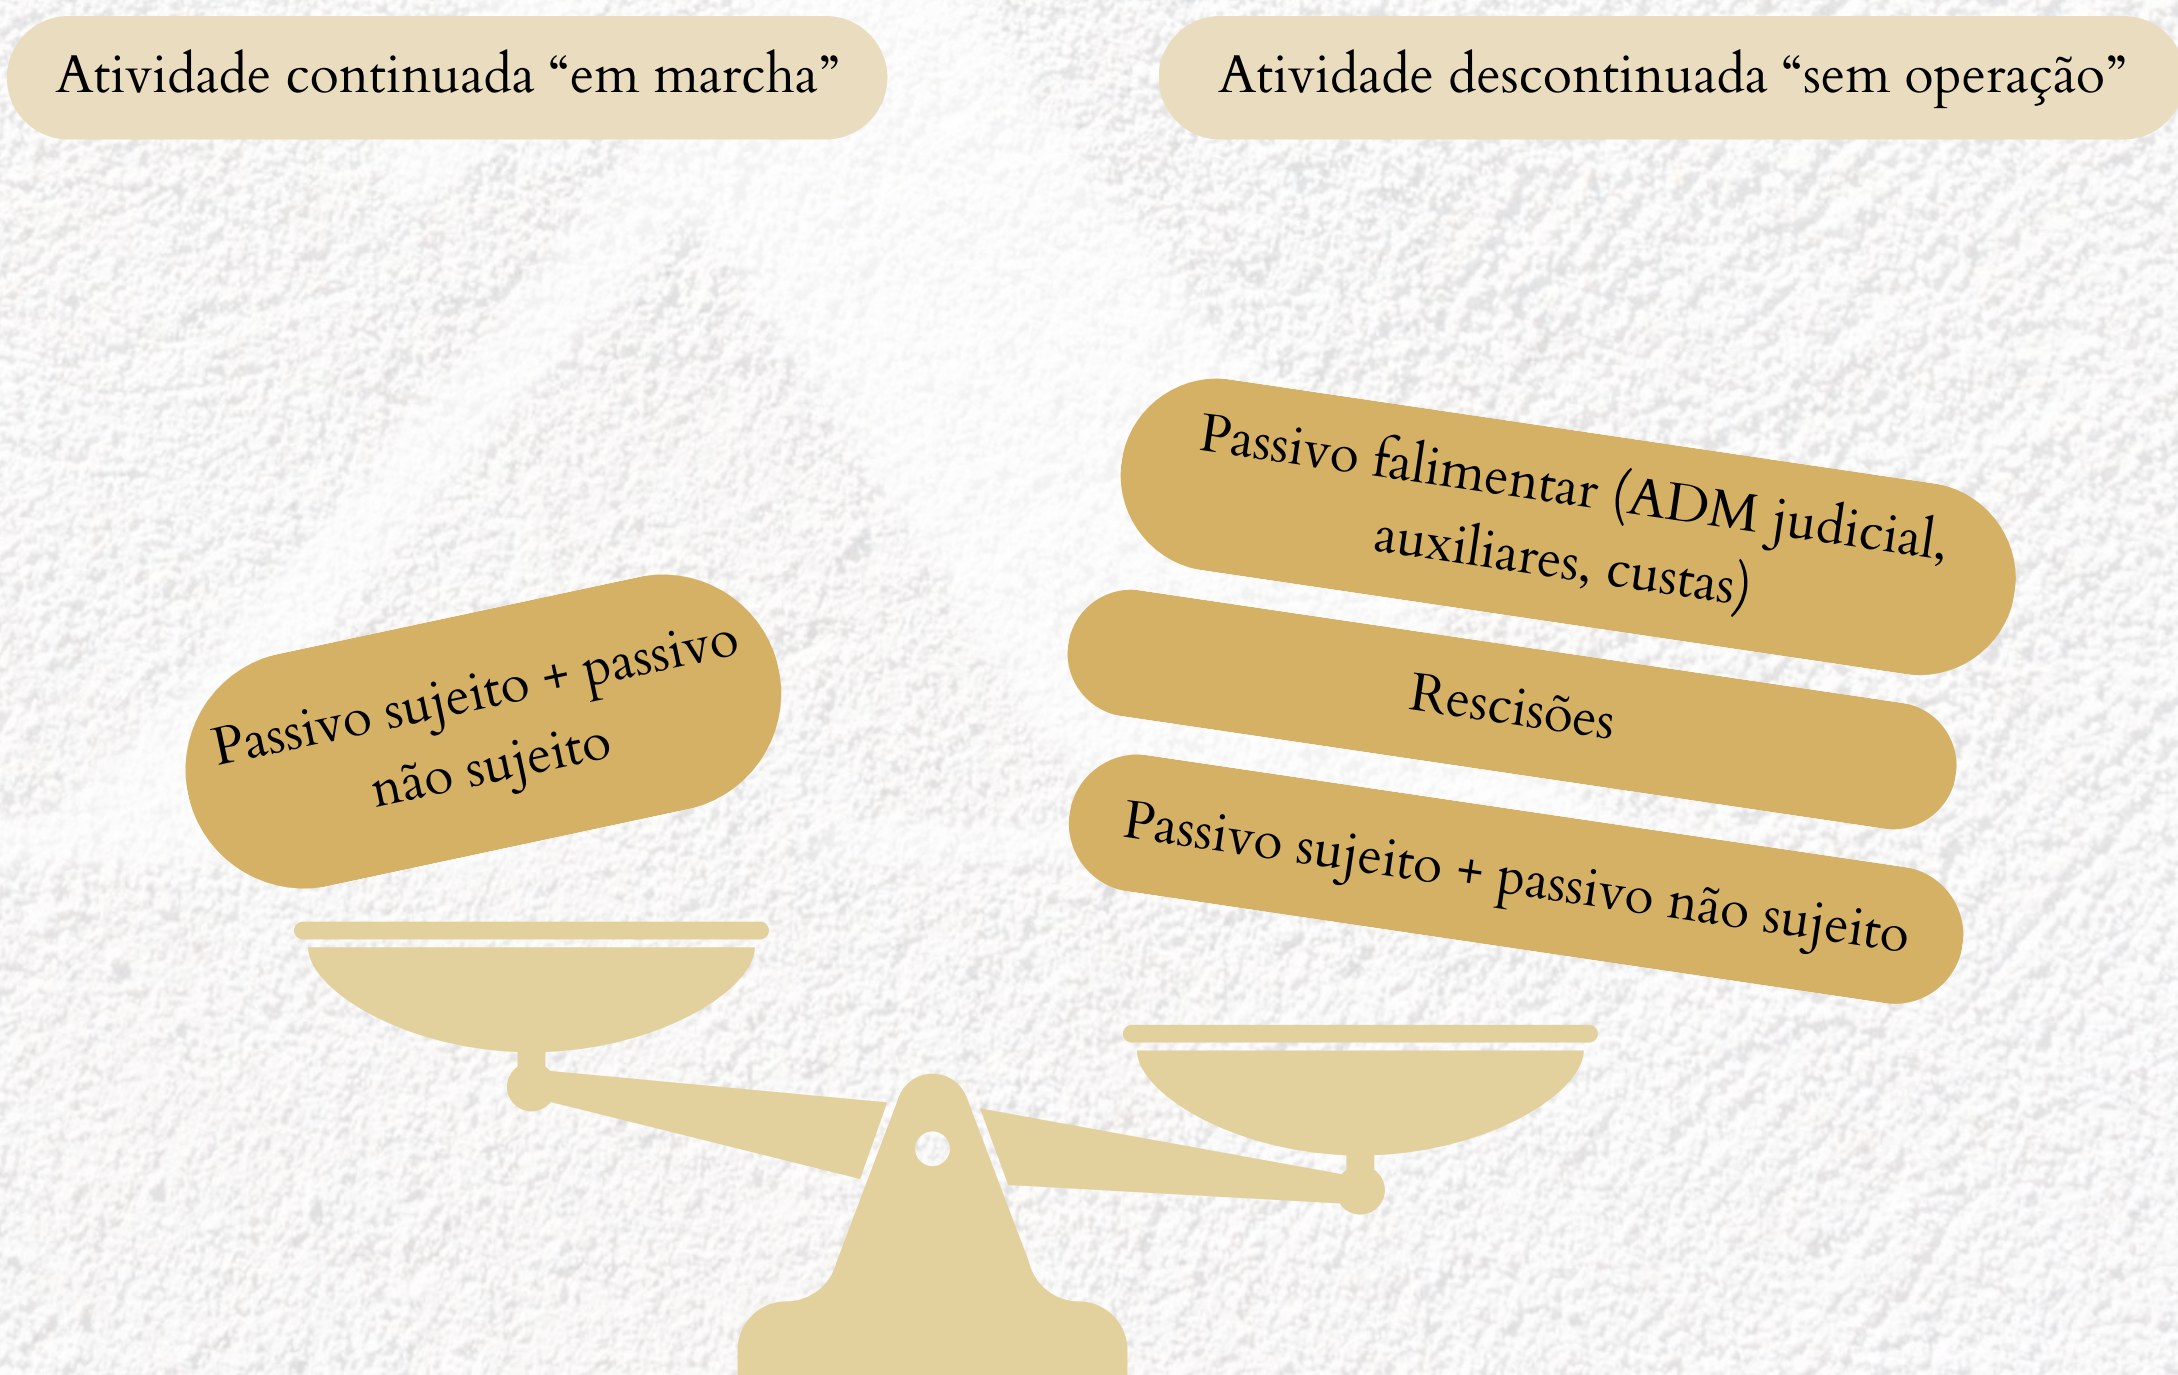 Atividade continuada “em marcha”
Atividade descontinuada “sem operação”
Passivo sujeito + passivo
não sujeito
Passivo falimentar (ADM judicial,
auxiliares, custas)
Rescisões
Passivo sujeito + passivo não sujeito